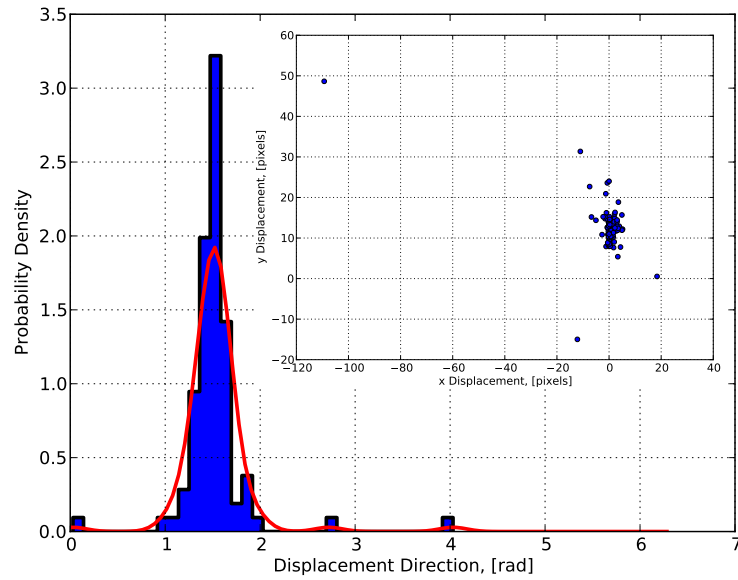 3.5
3.0
2.5
2.0
1.5
1.0
0.5
0.0
Probability Density
0 1 2 3 4 5 6 7
Displacement Direction, [rad]
60
50
40
30
20
10
0
−10
−20
y Displacement, [pixels]
−120 −100 −80 −60 −40 −20 0 20 40
x Displacement, [pixels]